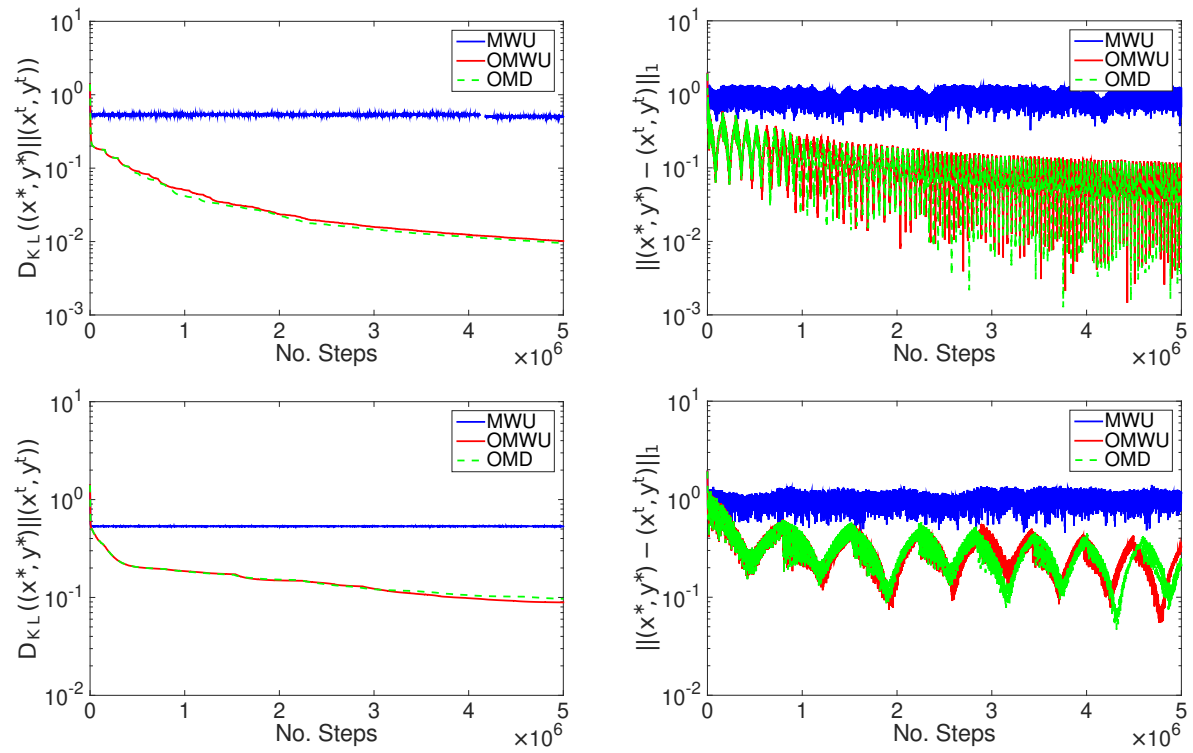 10^1
10^0
10^-1
10^-2
10^-3
D_KL((x*, y*)||(x^t, y^t))
0 1 2 3 4 5
No. Steps
×10^6
MWU
OMWU
OMD
10^1
10^0
10^-1
10^-2
10^-3
||(x*, y*) − (x^t, y^t)||_1
0 1 2 3 4 5
No. Steps
×10^6
MWU
OMWU
OMD
10^1
10^0
10^-1
10^-2
D_KL((x*, y*)||(x^t, y^t))
0 1 2 3 4 5
No. Steps
×10^6
MWU
OMWU
OMD
10^1
10^0
10^-1
10^-2
||(x*, y*) − (x^t, y^t)||_1
0 1 2 3 4 5
No. Steps
×10^6
MWU
OMWU
OMD